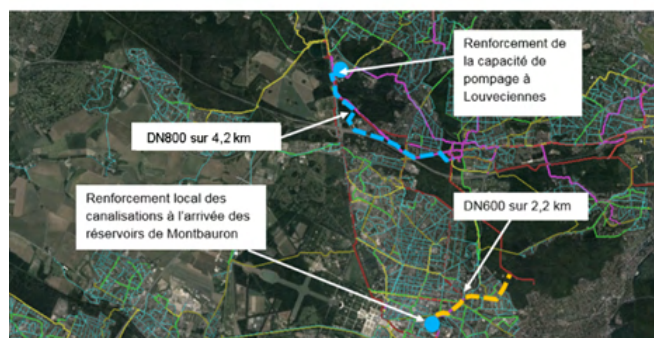 Renforcement de
la capacité de
pompage à
Louveciennes
DN800 sur 4,2 km
Renforcement local des
canalisations à l'arrivée des
réservoirs de Montbauron
DN600 sur 2,2 km